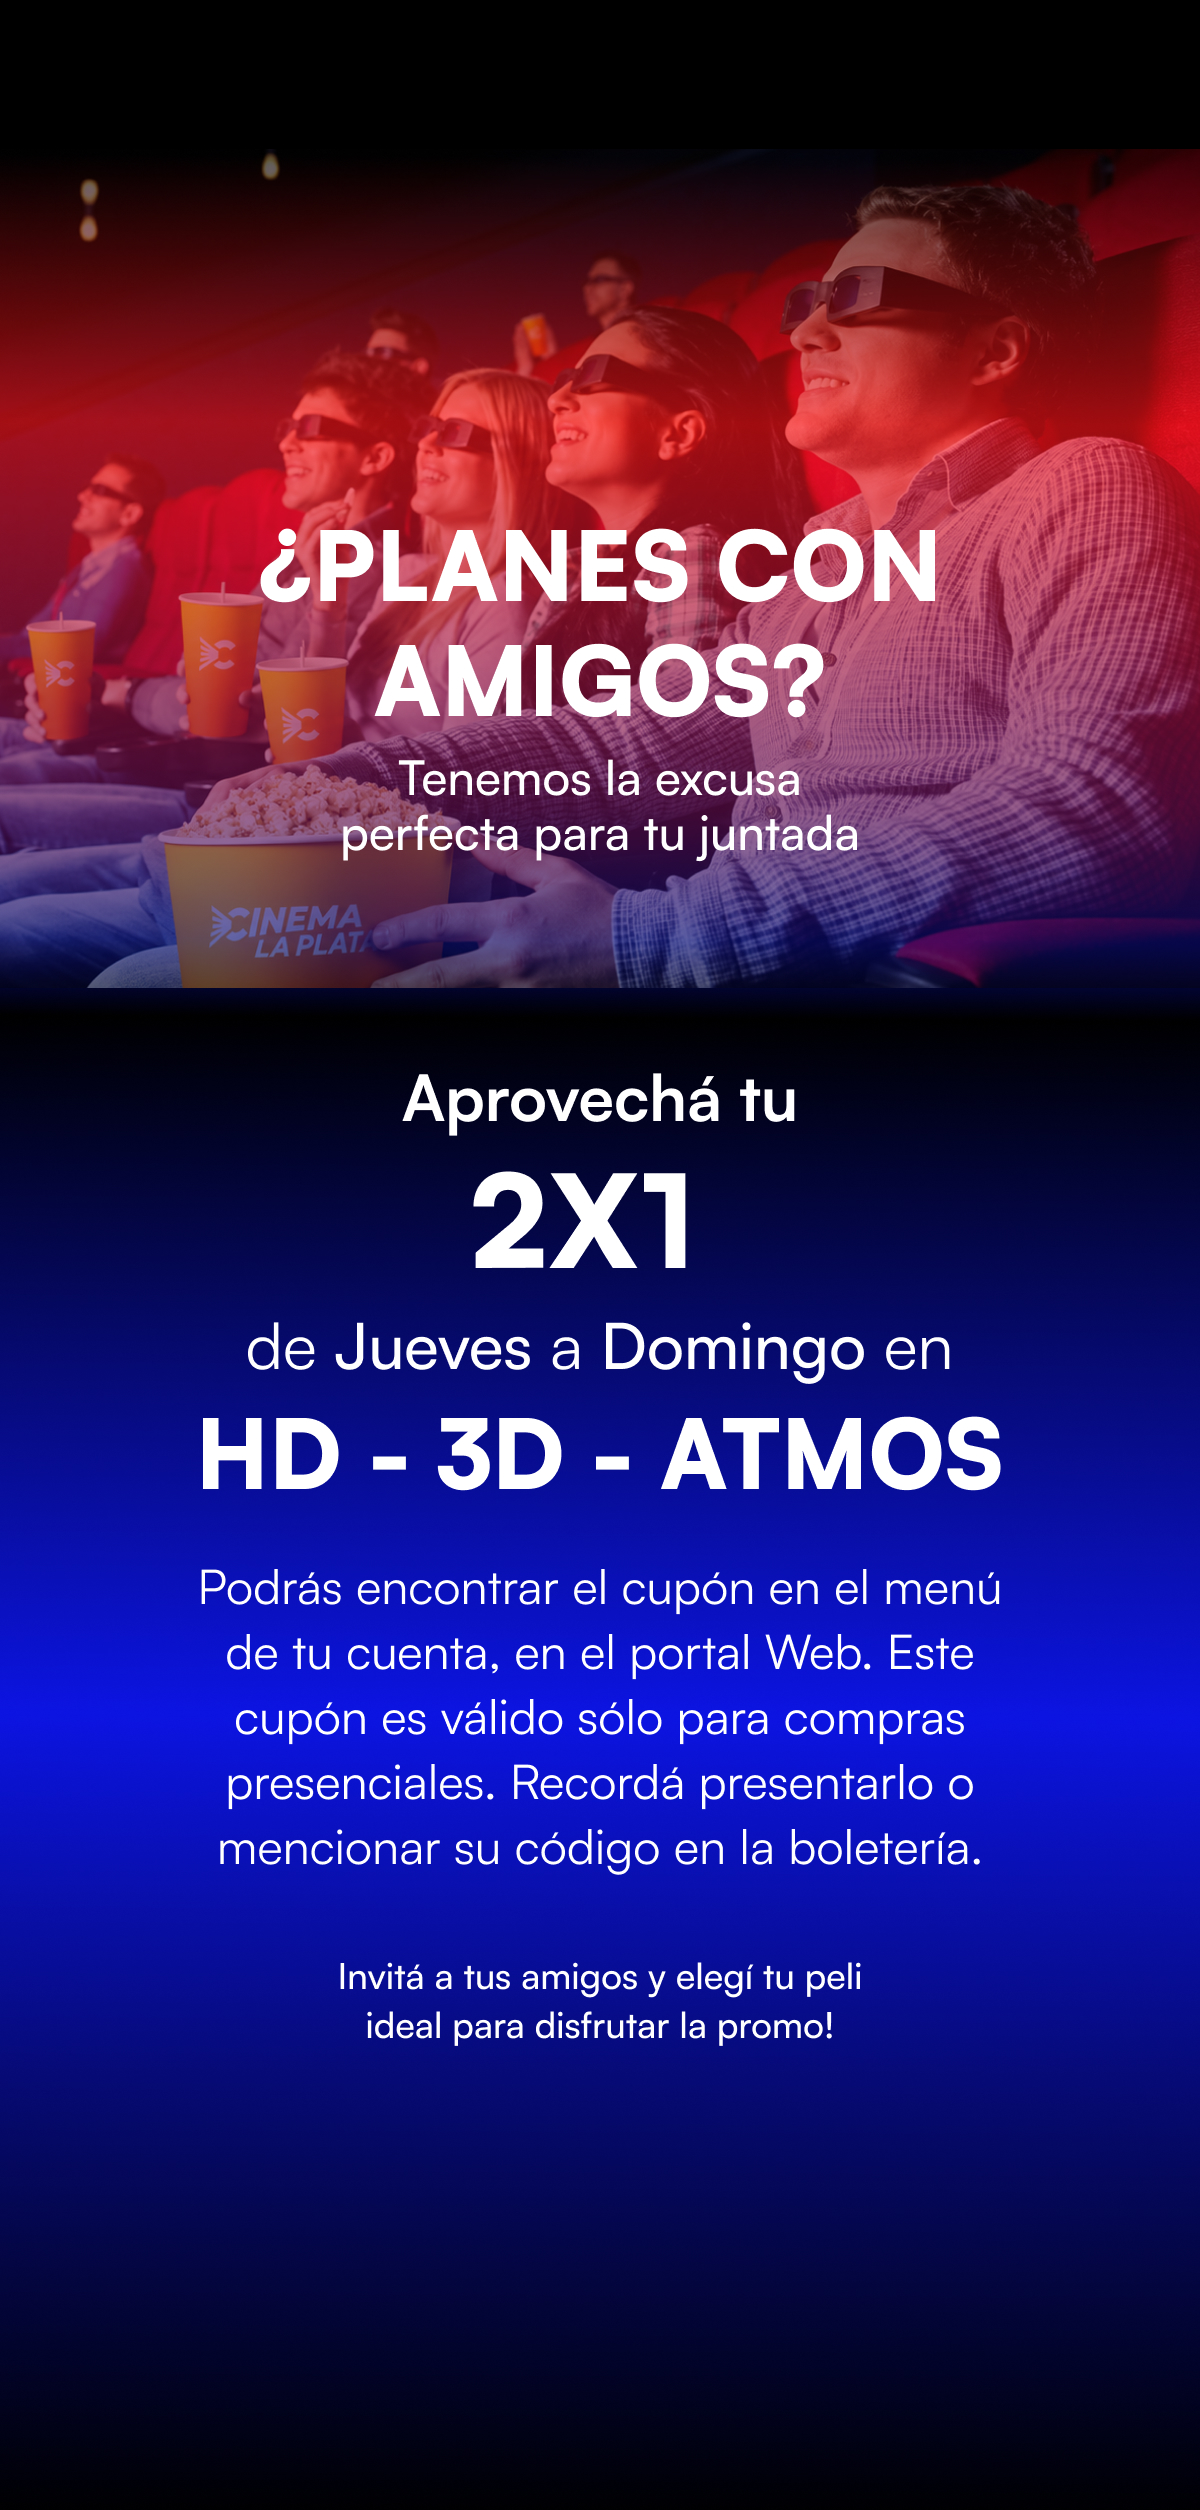 ¿PLANES CON
AMIGOS?
Tenemos la excusa
perfecta para tu juntada
CINEMA
LA PLATA
Aprovechá tu
2X1
de Jueves a Domingo en
HD - 3D - ATMOS
Podrás encontrar el cupón en el menú
de tu cuenta, en el portal Web. Este
cupón es válido sólo para compras
presenciales. Recordá presentarlo o
mencionar su código en la boletería.
Invitá a tus amigos y elegí tu peli
ideal para disfrutar la promo!